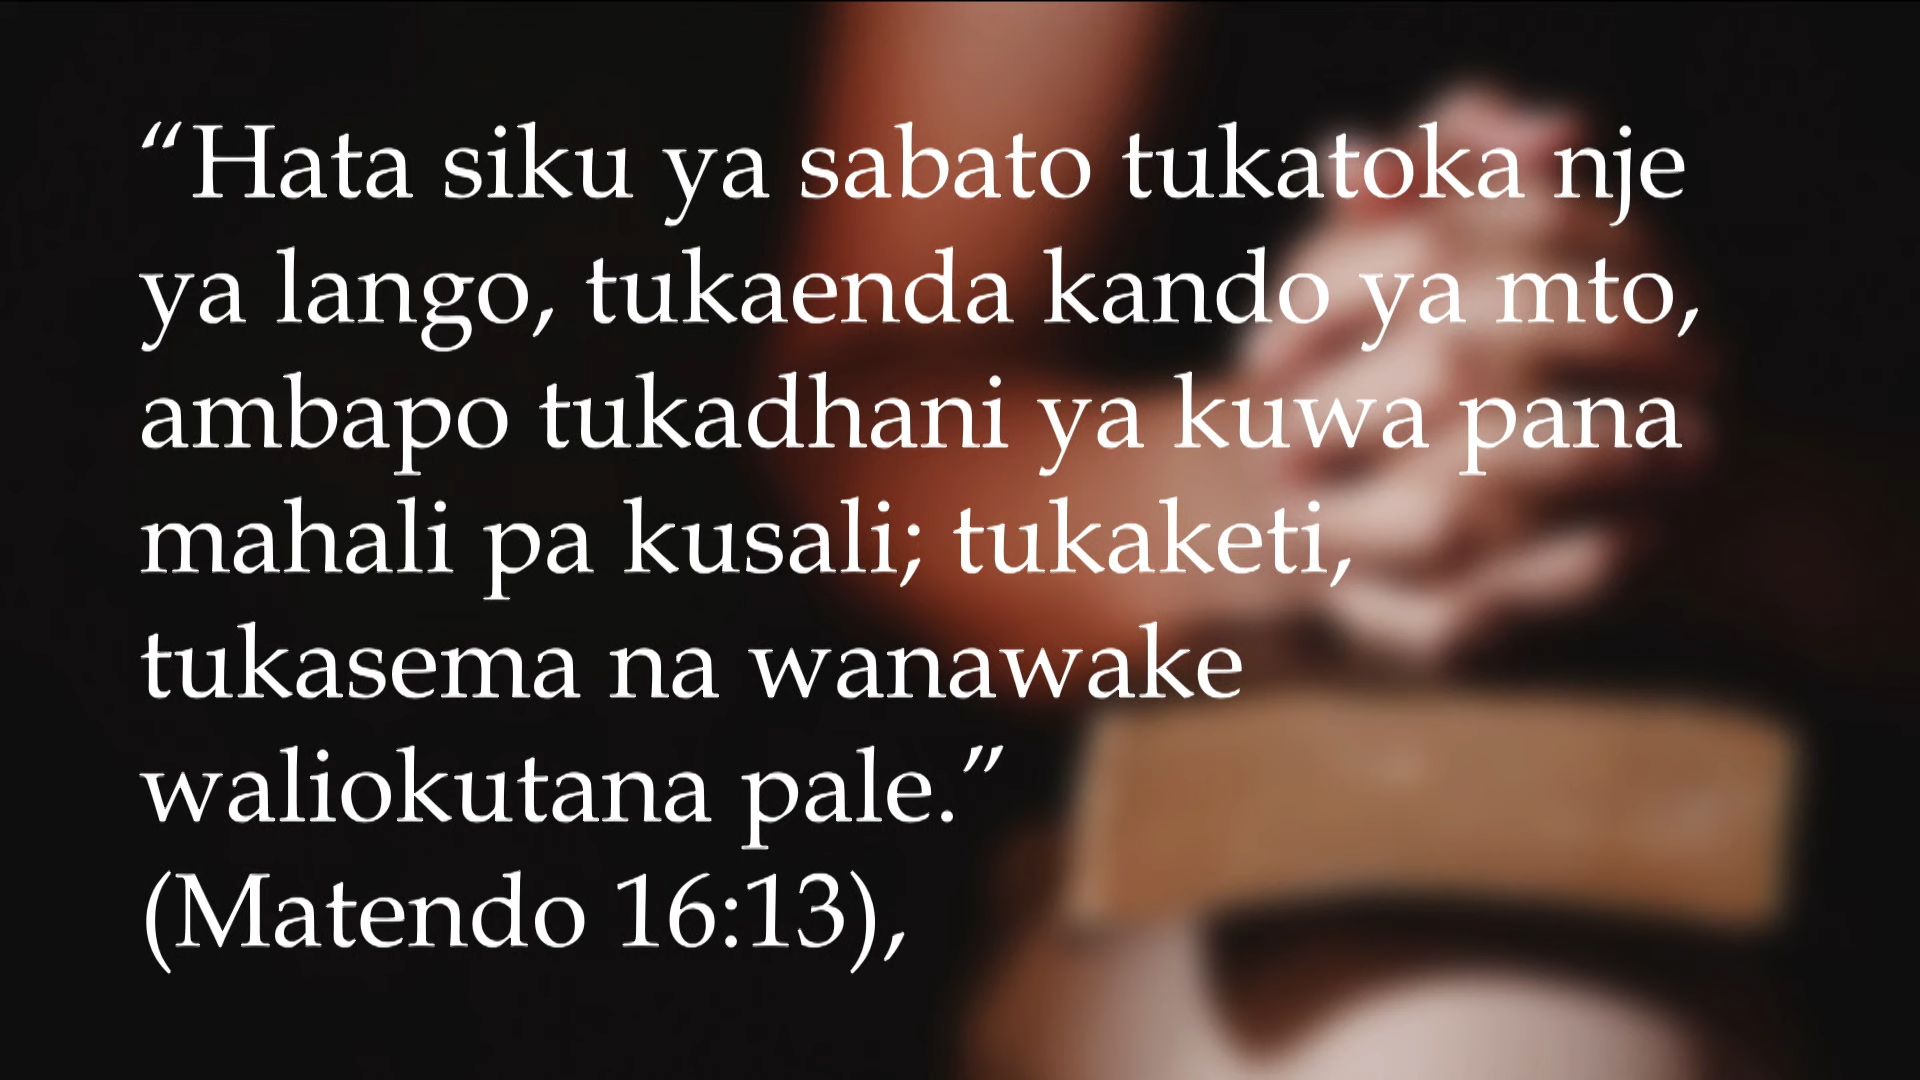 “Hata siku ya sabato tukatoka nje
ya lango, tukaenda kando ya mto,
ambapo tukadhani ya kuwa pana
mahali pa kusali; tukaketi,
tukasema na wanawake
waliokutana pale.”
(Matendo 16:13),